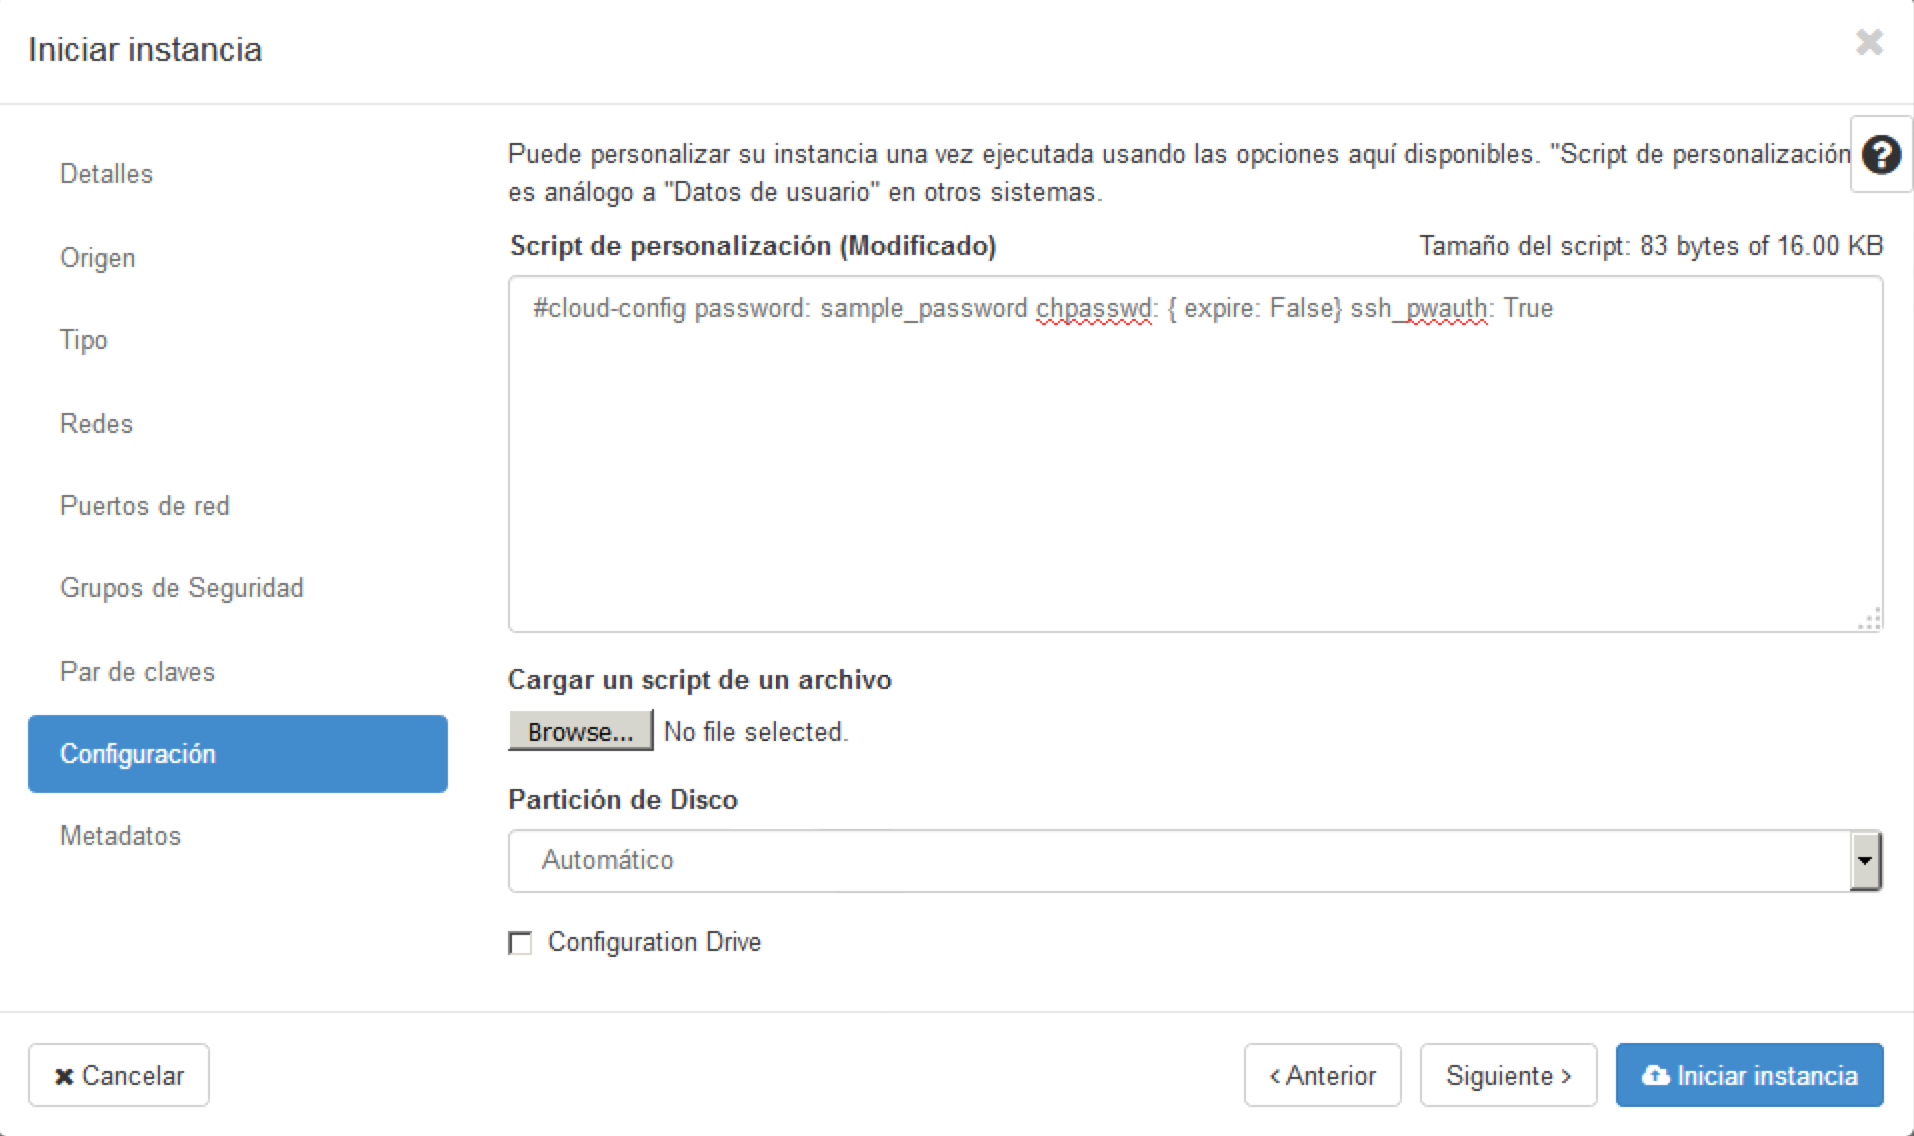 Iniciar instancia
Detalles
Origen
Tipo
Redes
Puertos de red
Grupos de Seguridad
Par de claves
Configuración
Metadatos
Puede personalizar su instancia una vez ejecutada usando las opciones aquí disponibles. "Script de personalización
es análogo a "Datos de usuario" en otros sistemas.
Script de personalización (Modificado)
Tamaño del script: 83 bytes of 16.00 KB
#cloud-config password: sample_password chpasswd: { expire: False} ssh_pwauth: True
Cargar un script de un archivo
Browse... No file selected.
Partición de Disco
Automático
Configuration Drive
Cancelar
‹ Anterior
Siguiente ›
Iniciar instancia